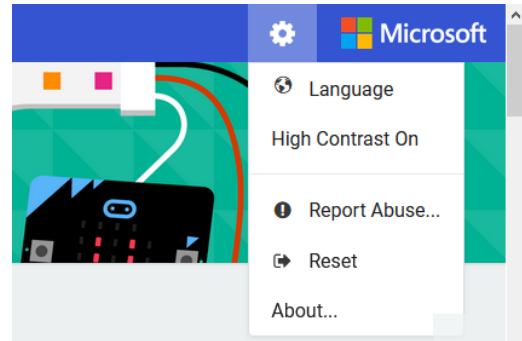 Microsoft
Language
High Contrast On
Report Abuse...
Reset
About...